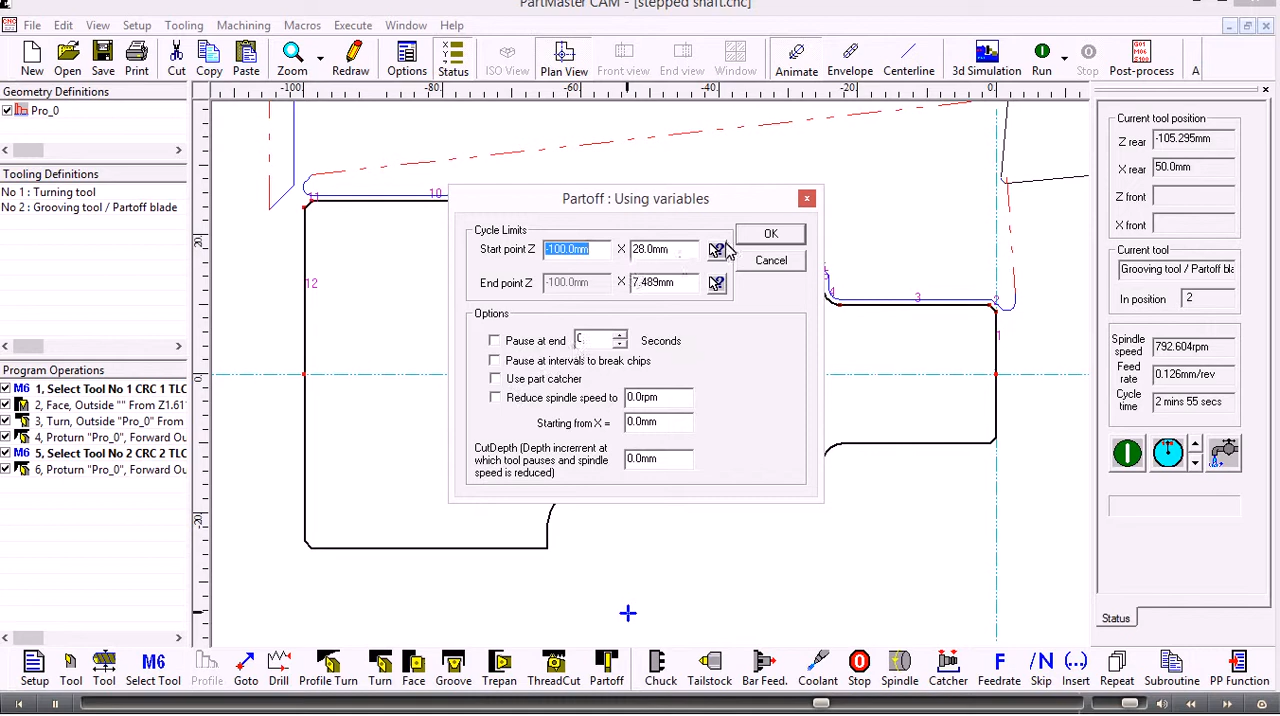 PartMaster CAM - [stepped shaft.cnc]
File Edit View Setup Tooling Machining Macros Execute Window Help
New Open Save Print Cut Copy Paste Zoom Redraw Options Status ISO View Plan View Front view End view Window Animate Envelope Centerline 3d Simulation Run Stop Post-process A
Geometry Definitions
Pro_0
Tooling Definitions
No 1 : Turning tool
No 2 : Grooving tool / Partoff blade
Program Operations
M6 1, Select Tool No 1 CRC 1 TLC
2, Face, Outside "" From Z1.61
3, Turn, Outside "Pro_0" Forward Ou
4, Proturn "Pro_0", Forward Ou
M6 5, Select Tool No 2 CRC 2 TLC
6, Proturn "Pro_0", Forward Ou
-100 -80 -40 -20 0
20
0
-20
11 10
12
4 3 2
1
Partoff : Using variables
Cycle Limits
Start point Z -100.0mm X 28.0mm
End point Z -100.0mm X 7.489mm
OK
Cancel
Options
Pause at end Seconds
Pause at intervals to break chips
Use part catcher
Reduce spindle speed to 0.0rpm
Starting from X = 0.0mm
CutDepth (Depth increrent at
which tool pauses and spindle
speed is reduced)
0.0mm
Current tool position
Z rear -105.295mm
X rear 50.0mm
Z front
X front
Current tool
Grooving tool / Partoff bla
In position 2
Spindle speed 792.604rpm
Feed rate 0.126mm/rev
Cycle time 2 mins 55 secs
Status
Setup Tool Tool Select Tool Profile Goto Drill Profile Turn Turn Face Groove Trepan ThreadCut Partoff Chuck Tailstock Bar Feed. Coolant Stop Spindle Catcher Feedrate Skip Insert Repeat Subroutine PP Function